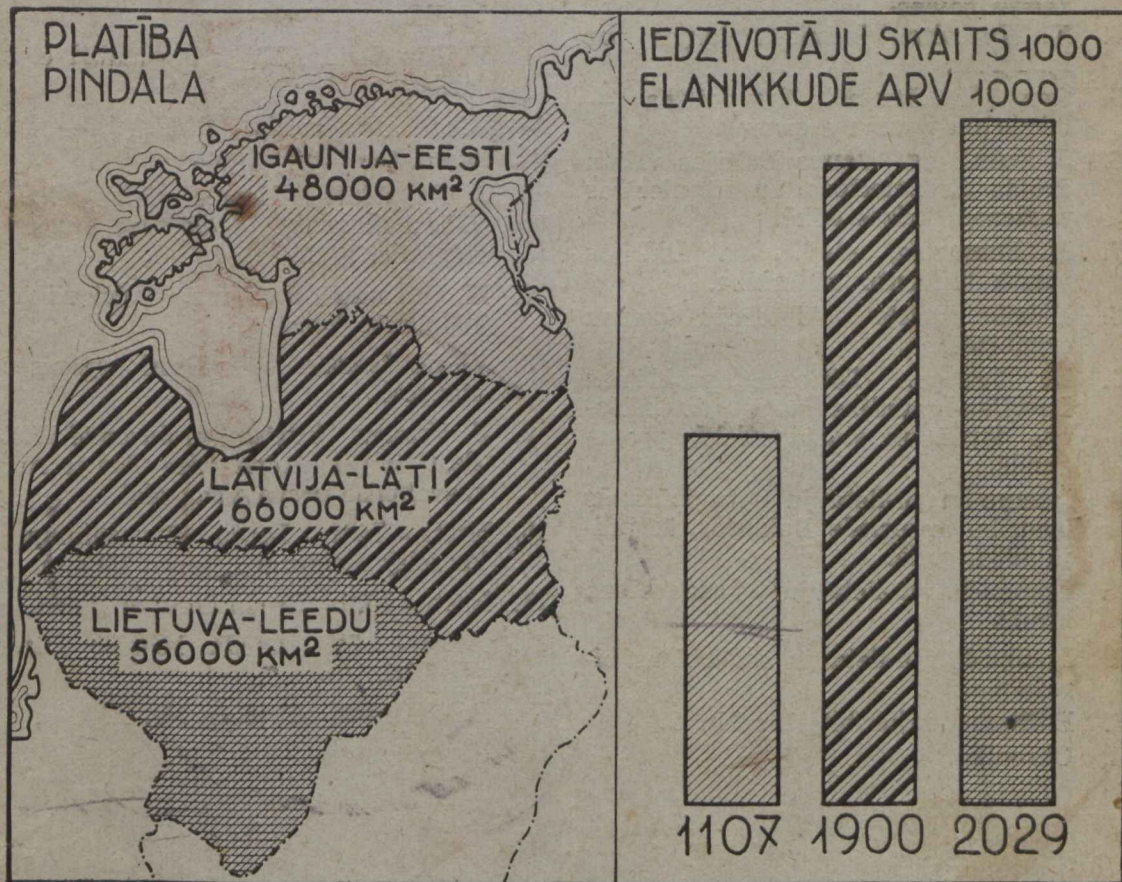 PLATĪBA
PINDALA
IGAUNIJA-EESTI
48000 KM²
LATVIJA-LÄTI
66000 KM²
LIETUVA-LEEDU
56000 KM²
IEDZĪVOTĀJU SKAITS 1000
ELANIKKUDE ARV 1000
1107 1900 2029